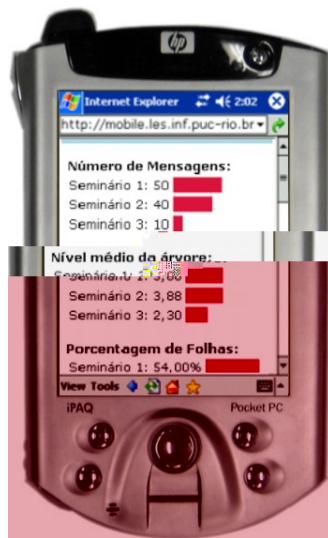 hp
Internet Explorer 2:02
http://mobile.les.inf.puc-rio.br
Número de Mensagens:
Seminário 1: 50
Seminário 2: 40
Seminário 3: 10
Nível médio da árvore:
Seminário 2: 3,88
Seminário 3: 2,30
Porcentagem de Folhas:
Seminário 1: 54,00%
View Tools
iPAQ Pocket PC